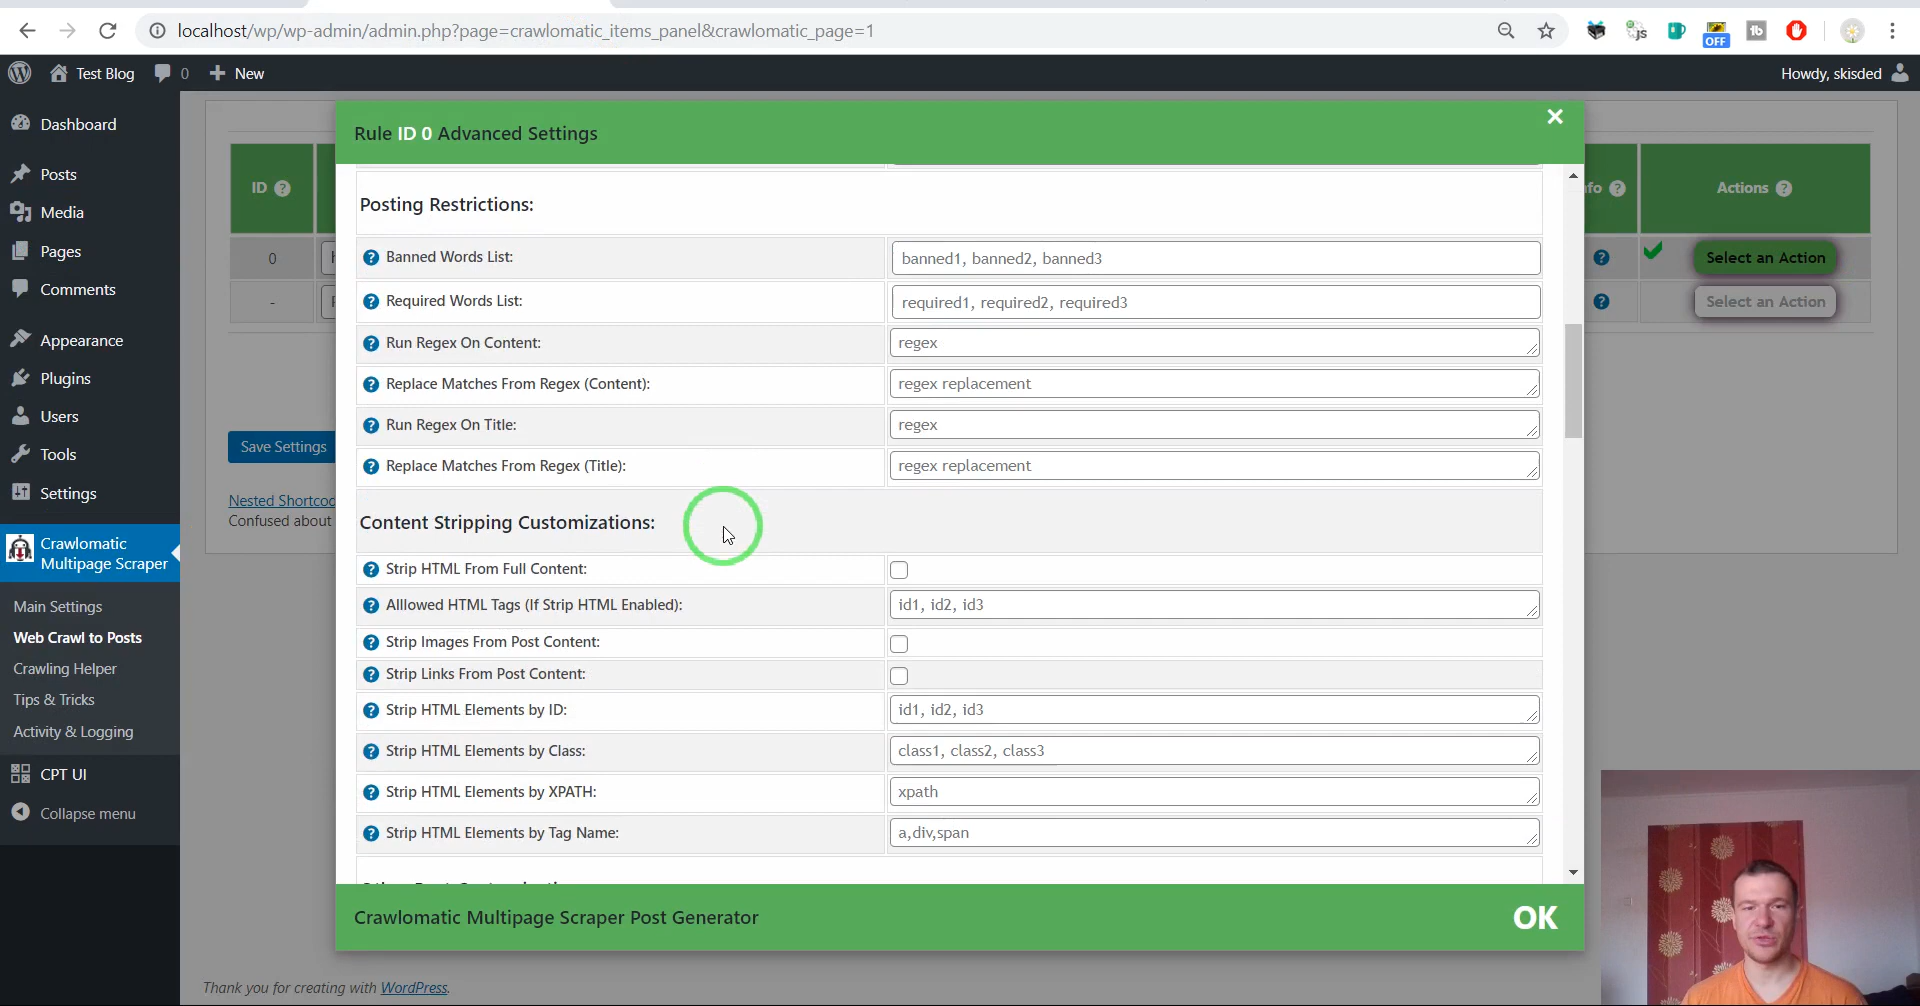 localhost/wp/wp-admin/admin.php?page=crawlomatic_items_panel&crawlomatic_page=1
JS
OFF
Test Blog
0
New
Howdy, skisded
Dashboard
Posts
Media
Pages
Comments
Appearance
Plugins
Users
Tools
Settings
Crawlomatic
Multipage Scraper
Main Settings
Web Crawl to Posts
Crawling Helper
Tips & Tricks
Activity & Logging
CPT UI
Collapse menu
ID
0
-
Save Settings
Nested Shortco
Confused about
Rule ID 0 Advanced Settings
Posting Restrictions:
Banned Words List:
banned1, banned2, banned3
Required Words List:
required1, required2, required3
Run Regex On Content:
regex
Replace Matches From Regex (Content):
regex replacement
Run Regex On Title:
regex
Replace Matches From Regex (Title):
regex replacement
Content Stripping Customizations:
Strip HTML From Full Content:
Alllowed HTML Tags (If Strip HTML Enabled):
id1, id2, id3
Strip Images From Post Content:
Strip Links From Post Content:
Strip HTML Elements by ID:
id1, id2, id3
Strip HTML Elements by Class:
class1, class2, class3
Strip HTML Elements by XPATH:
xpath
Strip HTML Elements by Tag Name:
a,div,span
Crawlomatic Multipage Scraper Post Generator
OK
fo
Actions
Select an Action
Select an Action
Thank you for creating with WordPress.